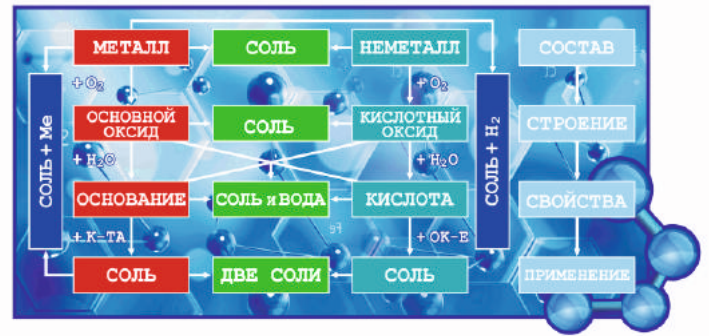 МЕТАЛЛ СОЛЬ НЕМЕТАЛЛ СОСТАВ
+O₂ +O₂
СОЛЬ + Me
ОСНОВНОЙ ОКСИД СОЛЬ КИСЛОТНЫЙ ОКСИД
СОЛЬ + H₂
СТРОЕНИЕ
+H₂O +H₂O
ОСНОВАНИЕ СОЛЬ И ВОДА КИСЛОТА СВОЙСТВА
+К-ТА +ОК-Е
СОЛЬ ДВЕ СОЛИ СОЛЬ ПРИМЕНЕНИЕ